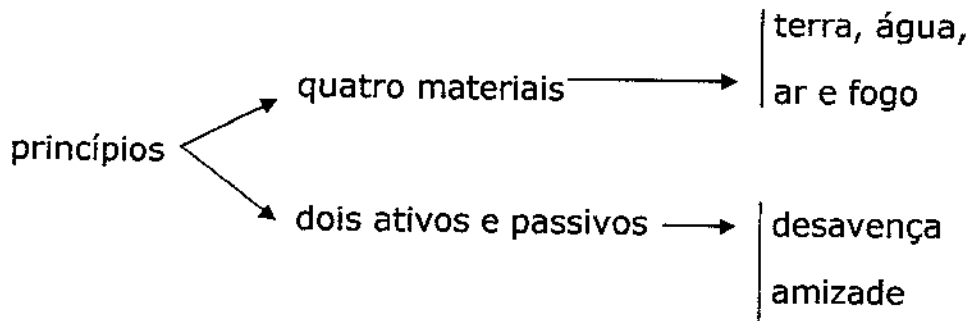 princípios
quatro materiais
terra, água,
ar e fogo
dois ativos e passivos
desavença
amizade